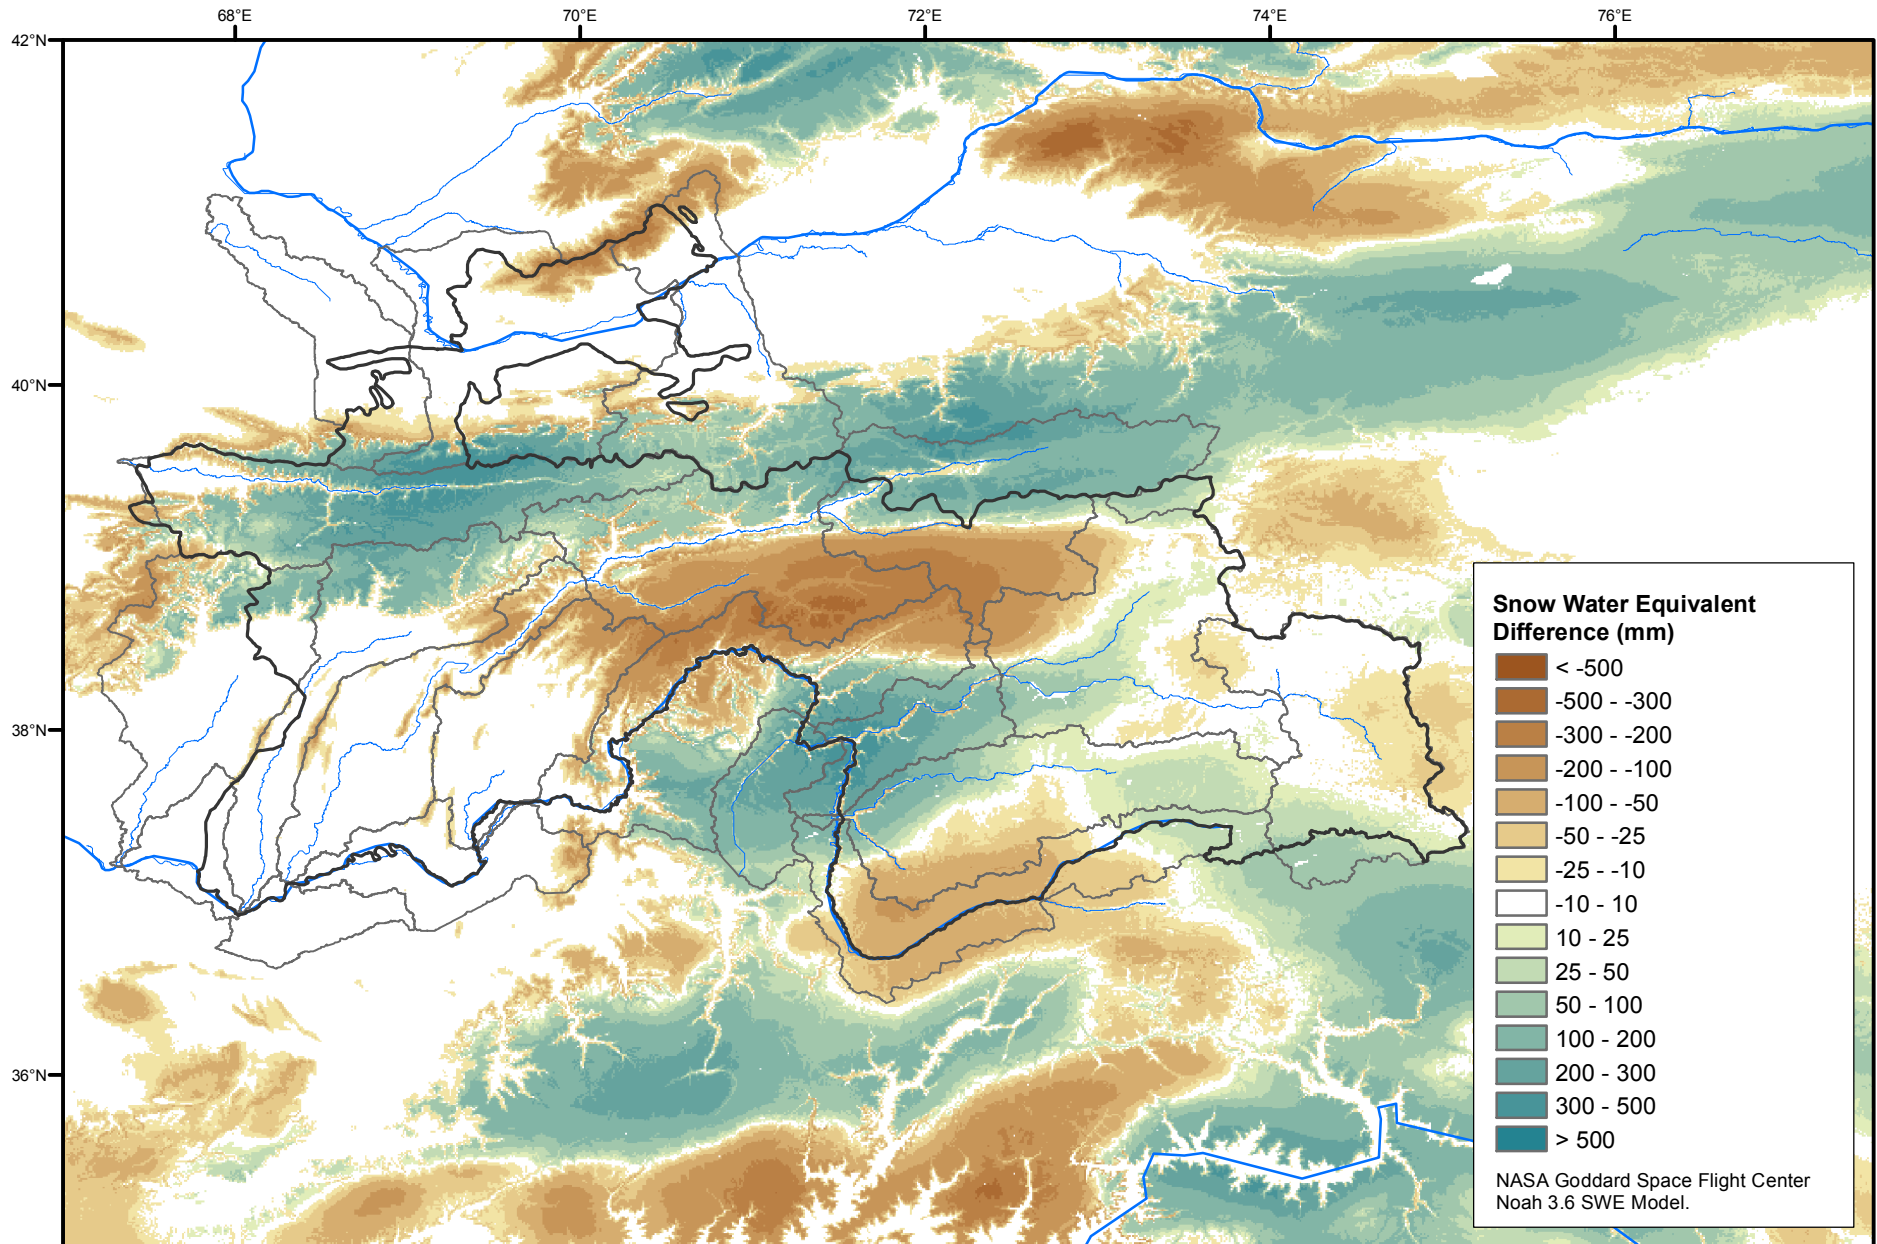 68°E
70°E
72°E
74°E
76°E
42°N
40°N
38°N
36°N
Snow Water Equivalent
Difference (mm)
< -500
-500 - -300
-300 - -200
-200 - -100
-100 - -50
-50 - -25
-25 - -10
-10 - 10
10 - 25
25 - 50
50 - 100
100 - 200
200 - 300
300 - 500
> 500
NASA Goddard Space Flight Center
Noah 3.6 SWE Model.